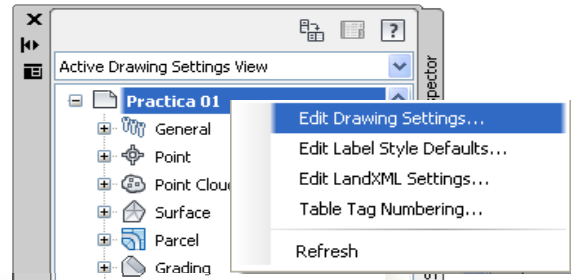 Active Drawing Settings View
Practica 01
General
Point
Point Clou
Surface
Parcel
Grading
Edit Drawing Settings...
Edit Label Style Defaults...
Edit LandXML Settings...
Table Tag Numbering...
Refresh
?
spector